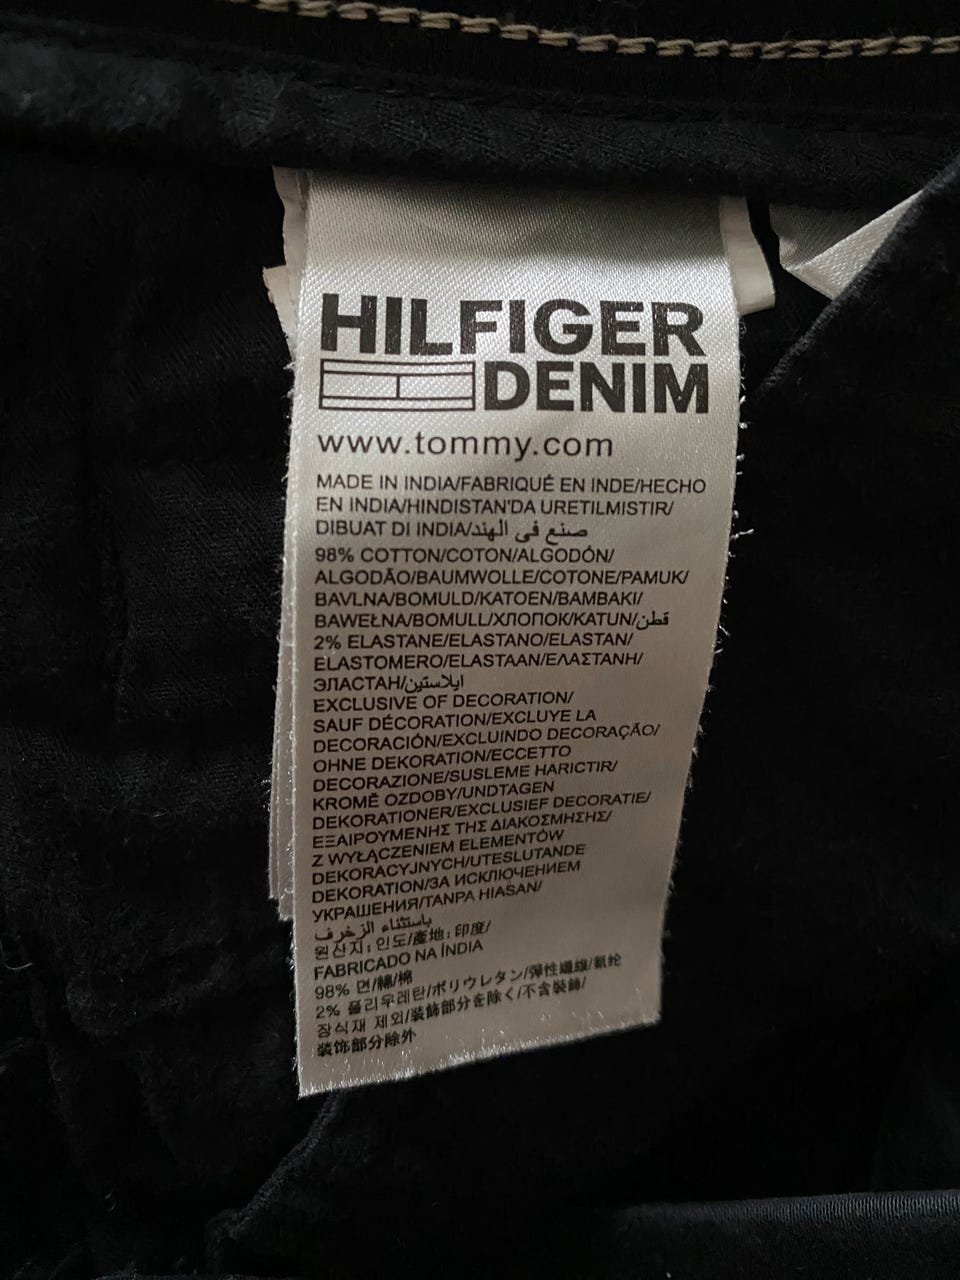 HILFIGER
DENIM
www.tommy.com
MADE IN INDIA/FABRIQUÉ EN INDE/HECHO
EN INDIA/HINDISTAN'DA URETILMISTIR/
DIBUAT DI INDIA/صنع في الهند
98% COTTON/COTON/ALGODÓN/
ALGODÃO/BAUMWOLLE/COTONE/PAMUK/
BAVLNA/BOMULD/KATOEN/BAMBAKI/
BAWEŁNA/BOMULL/ХЛОПОК/KATUN/قطن
2% ELASTANE/ELASTANO/ELASTAN/
ELASTOMERO/ELASTAAN/ΕΛΑΣΤΑΝΗ/
ЭЛАСТАН/ايلاستين
EXCLUSIVE OF DECORATION/
SAUF DÉCORATION/EXCLUYE LA
DECORACIÓN/EXCLUINDO DECORAÇÃO/
OHNE DEKORATION/ECCETTO
DECORAZIONE/SUSLEME HARICTIR/
KROMĚ OZDOBY/UNDTAGEN
DEKORATIONER/EXCLUSIEF DECORATIE/
ΕΞΑΙΡΟΥΜΕΝΗΣ ΤΗΣ ΔΙΑΚΟΣΜΗΣΗΣ/
Z WYŁĄCZENIEM ELEMENTÓW
DEKORACYJNYCH/UTESLUTANDE
DEKORATION/ЗА ИСКЛЮЧЕНИЕМ
УКРАШЕНИЯ/TANPA HIASAN/
باستثناء الزخرف
원산지: 인도/產地: 印度/
FABRICADO NA ÍNDIA
98% 면/綿/棉
2% 폴리우레탄/ポリウレタン/彈性纖維/氨纶
장식재 제외/装飾部分を除く/不含裝飾/
装饰部分除外